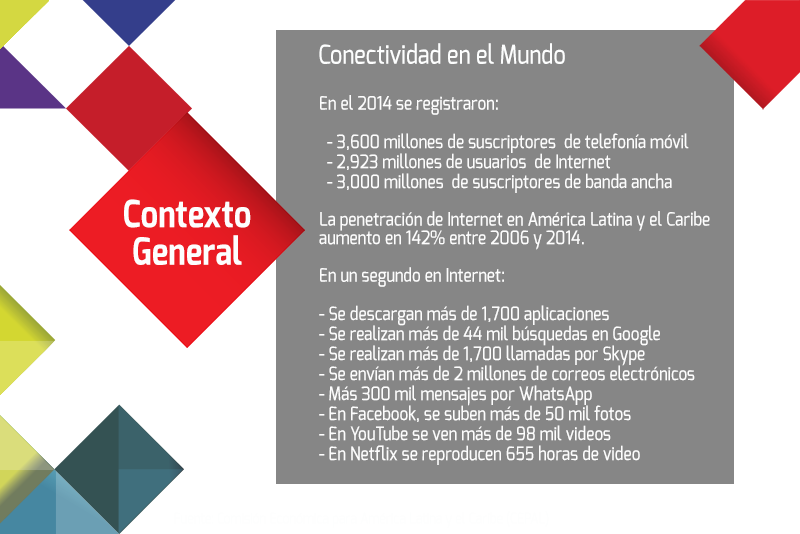 Conectividad en el Mundo
En el 2014 se registraron:
- 3,600 millones de suscriptores de telefonía móvil
- 2,923 millones de usuarios de Internet
- 3,000 millones de suscriptores de banda ancha
La penetración de Internet en América Latina y el Caribe
aumento en 142% entre 2006 y 2014.
En un segundo en Internet:
- Se descargan más de 1,700 aplicaciones
- Se realizan más de 44 mil búsquedas en Google
- Se realizan más de 1,700 llamadas por Skype
- Se envían más de 2 millones de correos electrónicos
- Más 300 mil mensajes por WhatsApp
- En Facebook, se suben más de 50 mil fotos
- En YouTube se ven más de 98 mil videos
- En Netflix se reproducen 655 horas de video
Contexto
General